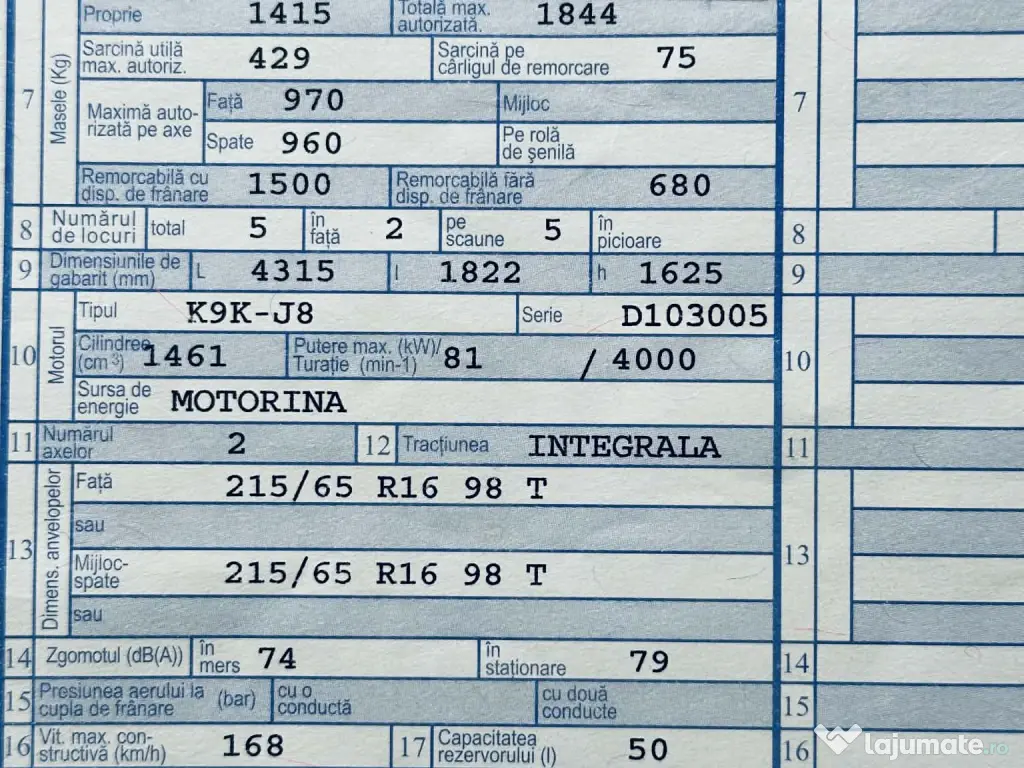 Proprie 1415 Totală max. autorizată. 1844
Sarcină utilă max. autoriz. 429 Sarcină pe cârligul de remorcare 75
7 Masele (Kg) Maximă auto-rizată pe axe Față 970 Mijloc 7
Spate 960 Pe rolă de şenilă
Remorcabilă cu disp. de frânare 1500 Remorcabilă fără disp. de frânare 680
8 Numărul de locuri total 5 în față 2 pe scaune 5 în picioare 8
9 Dimensiunile de gabarit (mm) L 4315 l 1822 h 1625 9
10 Motorul Tipul K9K-J8 Serie D103005 10
Cilindree (cm³) 1461 Putere max. (kW)/ Turație (min-1) 81 / 4000
Sursa de energie MOTORINA
11 Numărul axelor 2 12 Tracțiunea INTEGRALA 11
13 Dimens. anvelopelor Față 215/65 R16 98 T 13
sau
Mijloc-spate 215/65 R16 98 T
sau
14 Zgomotul (dB(A)) în mers 74 în staționare 79 14
15 Presiunea aerului la cupla de frânare (bar) cu o conductă cu două conducte 15
16 Vit. max. con-structivă (km/h) 168 17 Capacitatea rezervorului (l) 50 16
lajumate.ro